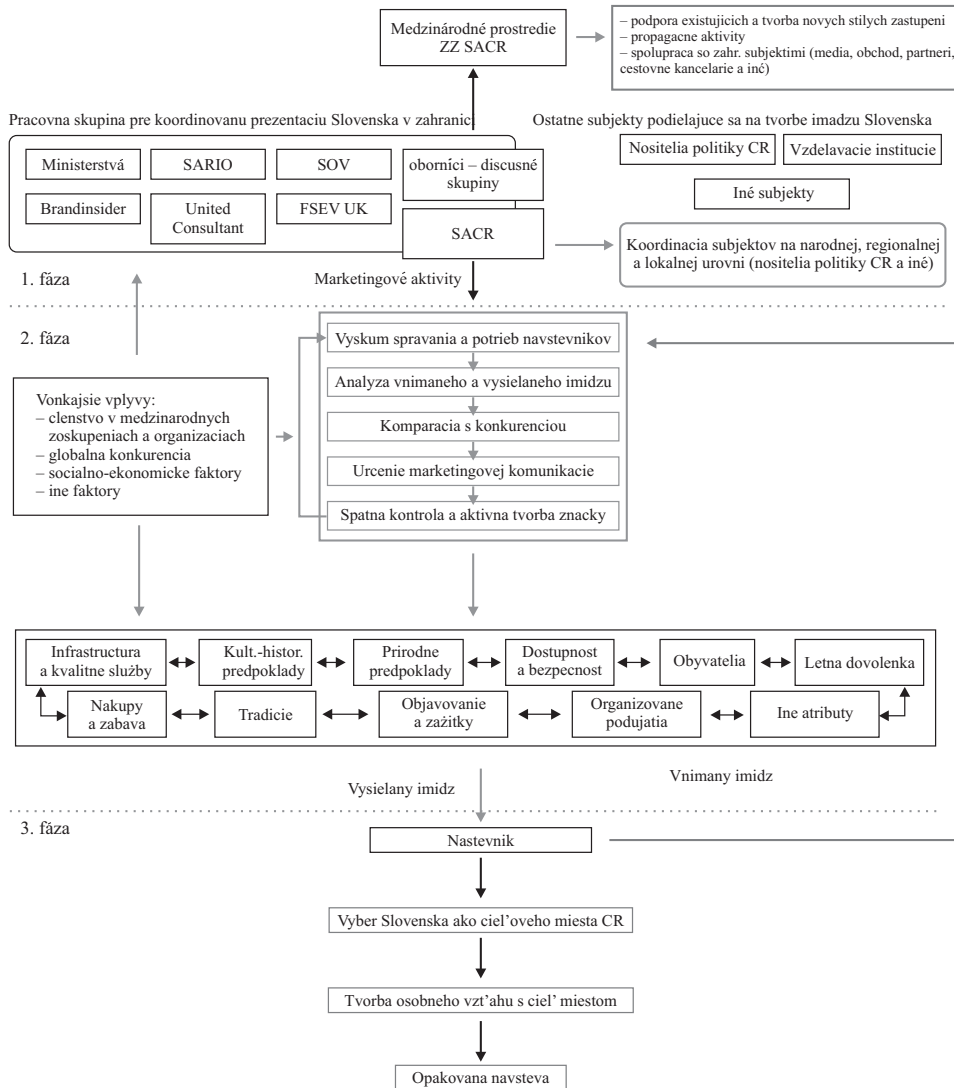 Medzinárodné prostredie
ZZ SACR
– podpora existujicich a tvorba novych stilych zastupeni
– propagacne aktivity
– spolupraca so zahr. subjektimi (media, obchod, partneri,
cestovne kancelarie a iné)
Pracovna skupina pre koordinovanu prezentaciu Slovenska v zahranici
Ostatne subjekty podielajuce sa na tvorbe imadzu Slovenska
Ministerstvá
SARIO
SOV
oborníci – discusné
skupiny
Brandinsider
United
Consultant
FSEV UK
SACR
Nositelia politiky CR
Vzdelavacie institucie
Iné subjekty
Koordinacia subjektov na narodnej, regionalnej
a lokalnej urovni (nositelia politiky CR a iné)
1. fáza
Marketingové aktivity
2. fáza
Vyskum spravania a potrieb navstevnikov
Analyza vnimaneho a vysielaneho imidzu
Komparacia s konkurenciou
Urcenie marketingovej komunikacie
Spatna kontrola a aktivna tvorba znacky
Vonkajsie vplyvy:
– clenstvo v medzinarodnych
zoskupeniach a organizaciach
– globalna konkurencia
– socialno-ekonomicke faktory
– ine faktory
Infrastructura
a kvalitne služby
Kult.-histor.
predpoklady
Prirodne
predpoklady
Dostupnost
a bezpecnost
Obyvatelia
Letna dovolenka
Nakupy
a zabava
Tradicie
Objavovanie
a zažitky
Organizovane
podujatia
Ine atributy
Vysielany imidz
Vnimany imidz
3. fáza
Nastevnik
Vyber Slovenska ako ciel’oveho miesta CR
Tvorba osobneho vzt’ahu s ciel’ miestom
Opakovana navsteva